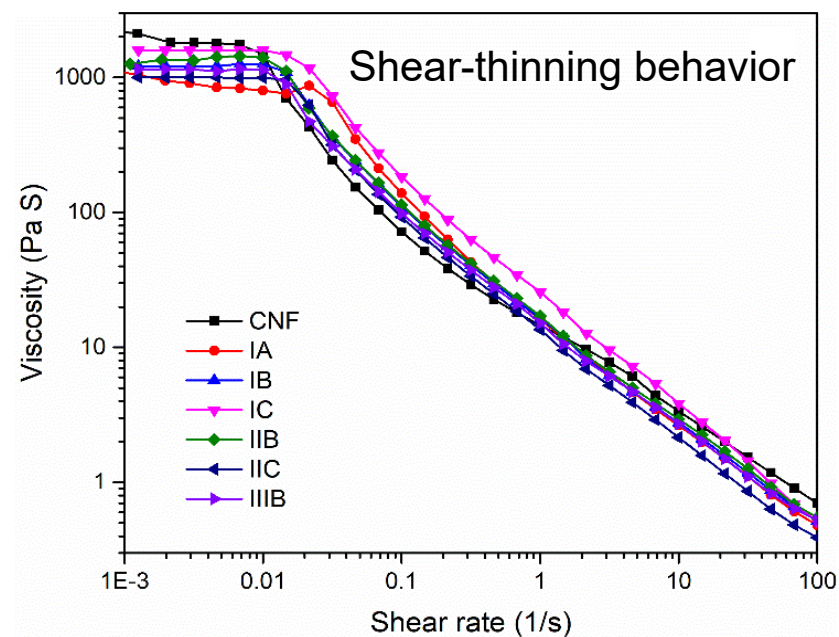 Shear-thinning behavior
Viscosity (Pa S)
1000
100
10
1
CNF
IA
IB
IC
IIB
IIC
IIIB
1E-3 0.01 0.1 1 10 100
Shear rate (1/s)